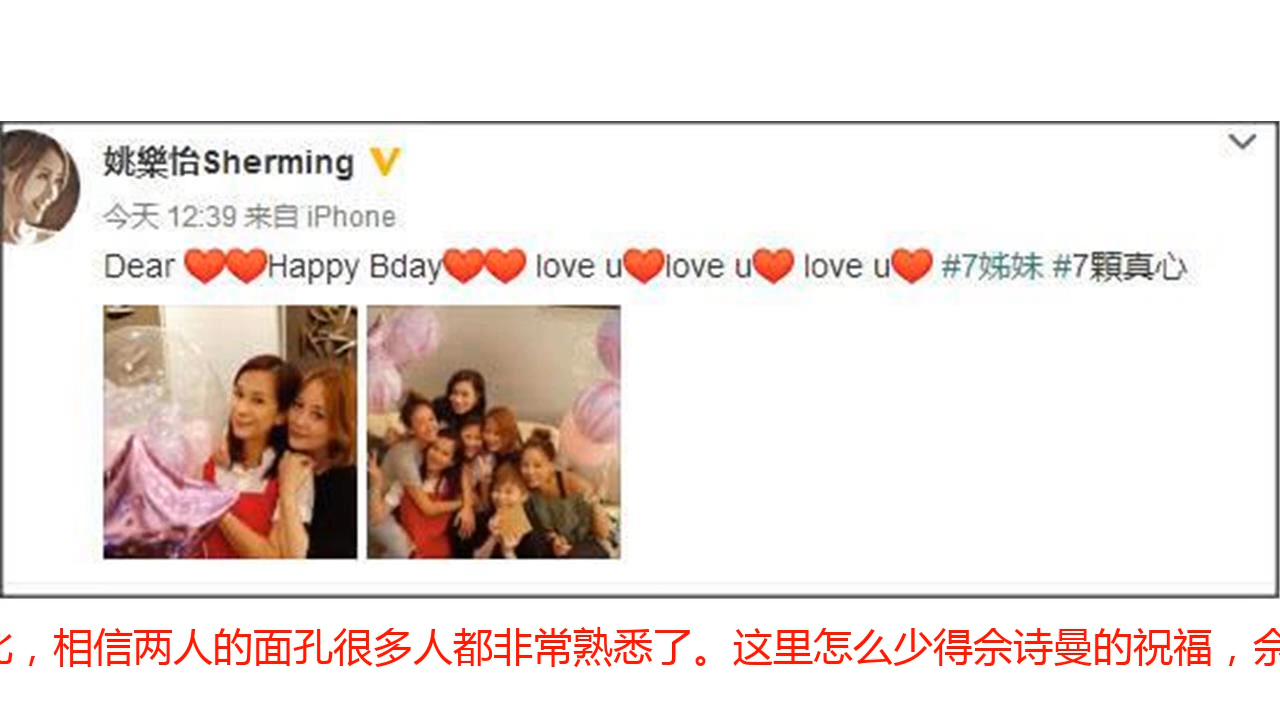 姚樂怡Sherming
今天 12:39 来自 iPhone
Dear ❤❤Happy Bday❤❤ love u❤love u❤ love u❤ #7姊妹 #7顆真心
，相信两人的面孔很多人都非常熟悉了。这里怎么少得佘诗曼的祝福，佘